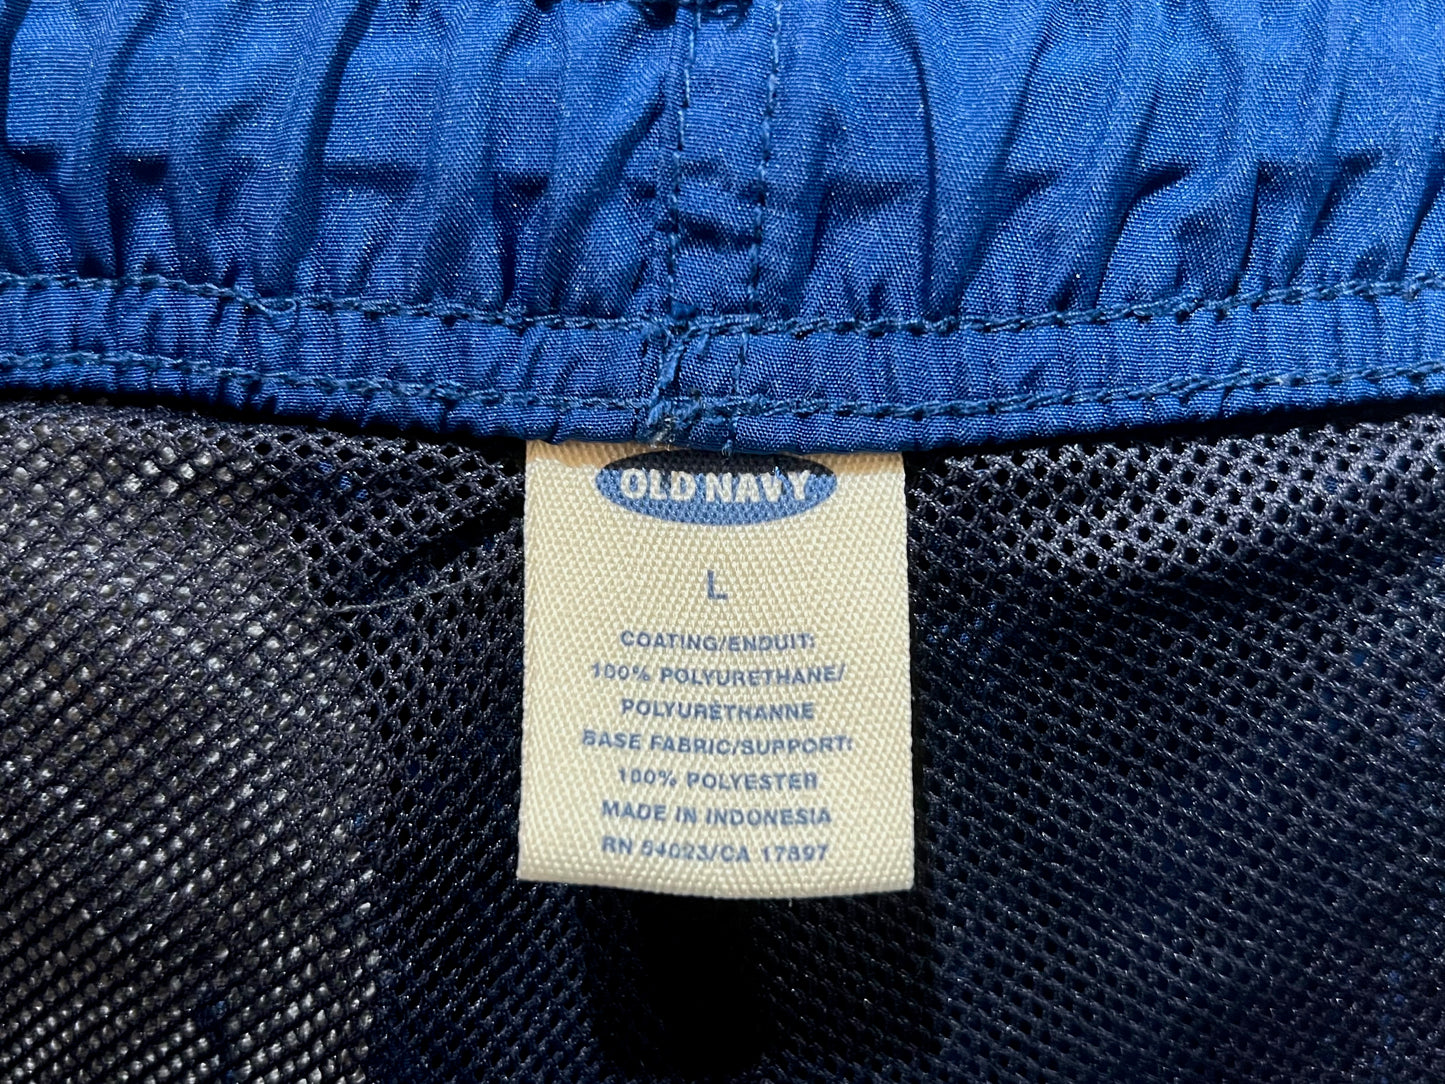 OLD NAVY
L
COATING/ENDUIT:
100% POLYURETHANE/
POLYURÉTHANNE
BASE FABRIC/SUPPORT:
100% POLYESTER
MADE IN INDONESIA
RN 54023/CA 17897